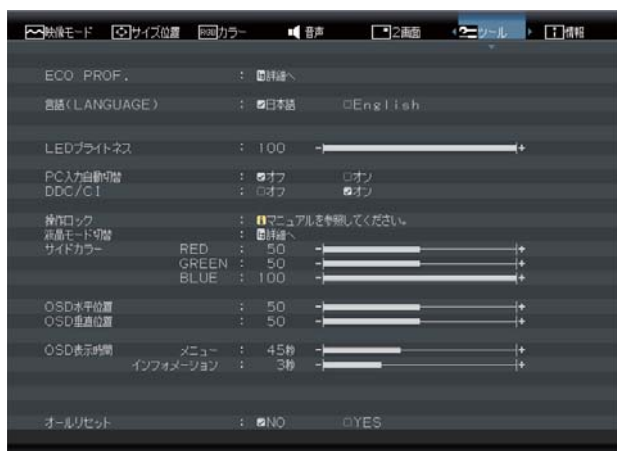 映像モード サイズ位置 カラー 音声 2画面 ツール 情報
ECO PROF. : 詳細へ
言語(LANGUAGE) : 日本語 English
LEDブライトネス : 100 - +
PC入力自動切替 : オフ オン
DDC/CI : オフ オン
操作ロック : マニュアルを参照してください。
液晶モード切替 : 詳細へ
サイドカラー RED : 50 - +
GREEN : 50 - +
BLUE : 100 - +
OSD水平位置 : 50 - +
OSD垂直位置 : 50 - +
OSD表示時間 メニュー : 45秒 - +
インフォメーション : 3秒 - +
オールリセット : NO YES